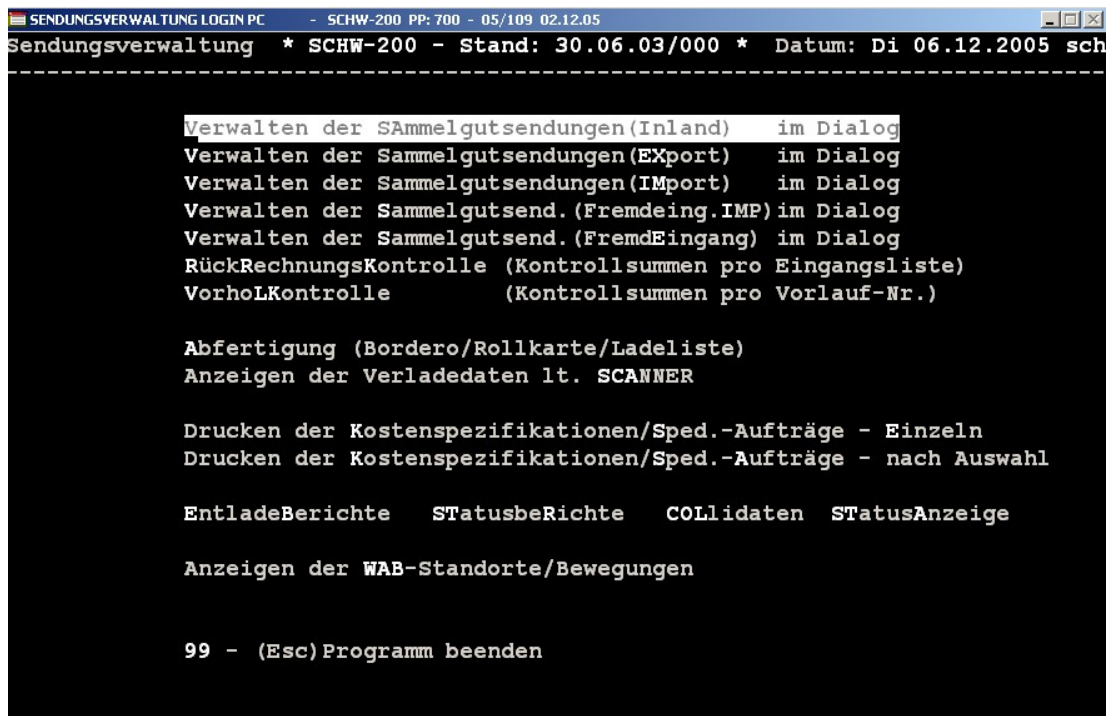 SENDUNGSVERWALTUNG LOGIN PC - SCHW-200 PP: 700 - 05/109 02.12.05
Sendungsverwaltung * SCHW-200 - Stand: 30.06.03/000 * Datum: Di 06.12.2005 sch
Verwalten der SAmmelgutsendungen(Inland) im Dialog
Verwalten der Sammelgutsendungen(EXport) im Dialog
Verwalten der Sammelgutsendungen(IMport) im Dialog
Verwalten der Sammelgutsend.(Fremdeing.IMP)im Dialog
Verwalten der Sammelgutsend.(FremdEingang) im Dialog
RückRechnungsKontrolle (Kontrollsummen pro Eingangsliste)
VorhoLKontrolle (Kontrollsummen pro Vorlauf-Nr.)
Abfertigung (Bordero/Rollkarte/Ladeliste)
Anzeigen der Verladedaten lt. SCANNER
Drucken der Kostenspezifikationen/Sped.-Aufträge - Einzeln
Drucken der Kostenspezifikationen/Sped.-Aufträge - nach Auswahl
EntladeBerichte STatusbeRichte COLlidaten STatusAnzeige
Anzeigen der WAB-Standorte/Bewegungen
99 - (Esc)Programm beenden